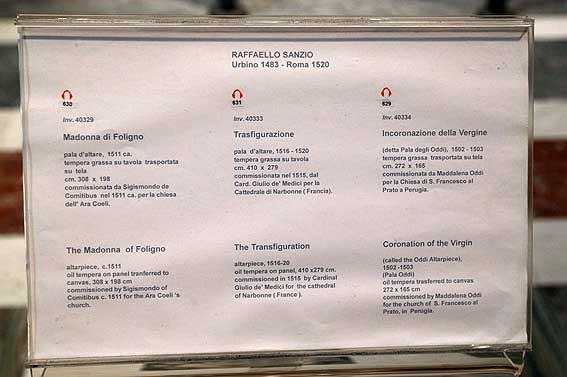 RAFFAELLO SANZIO
Urbino 1483 - Roma 1520
630
Inv. 40329
Madonna di Foligno
pala d'altare, 1511 ca.
tempera grassa su tavola trasportata
su tela
cm. 308 x 198
commissionata da Sigismondo de
Comitibus nel 1511 ca. per la chiesa
dell' Ara Coeli.
631
Inv. 40333
Trasfigurazione
pala d'altare, 1516 - 1520
tempera grassa su tavola
cm. 410 x 279
commissionata nel 1515, dal
Card. Giulio de' Medici per la
Cattedrale di Narbonne ( Francia).
629
Inv. 40334
Incoronazione della Vergine
(detta Pala degli Oddi), 1502 - 1503
tempera grassa trasportata su tela
cm. 272 x 165
commissionata da Maddalena Oddi
per la Chiesa di S. Francesco al
Prato a Perugia.
The Madonna of Foligno
altarpiece, c.1511
oil tempera on panel tranferred to
canvas, 308 x 198 cm
commissioned by Sigismondo of
Comitibus c. 1511 for the Ara Coeli 's
church.
The Transfiguration
altarpiece, 1516-20
oil tempera on panel, 410 x279 cm.
commissioned in 1515 by Cardinal
Giulio de' Medici for the cathedral
of Narbonne ( France ).
Coronation of the Virgin
(called the Oddi Altarpiece),
1502 -1503
(Pala Oddi)
oil tempera trasferred to canvas
272 x 165 cm
commissioned by Maddalena Oddi
for the church of S. Francesco al
Prato, in Perugia.